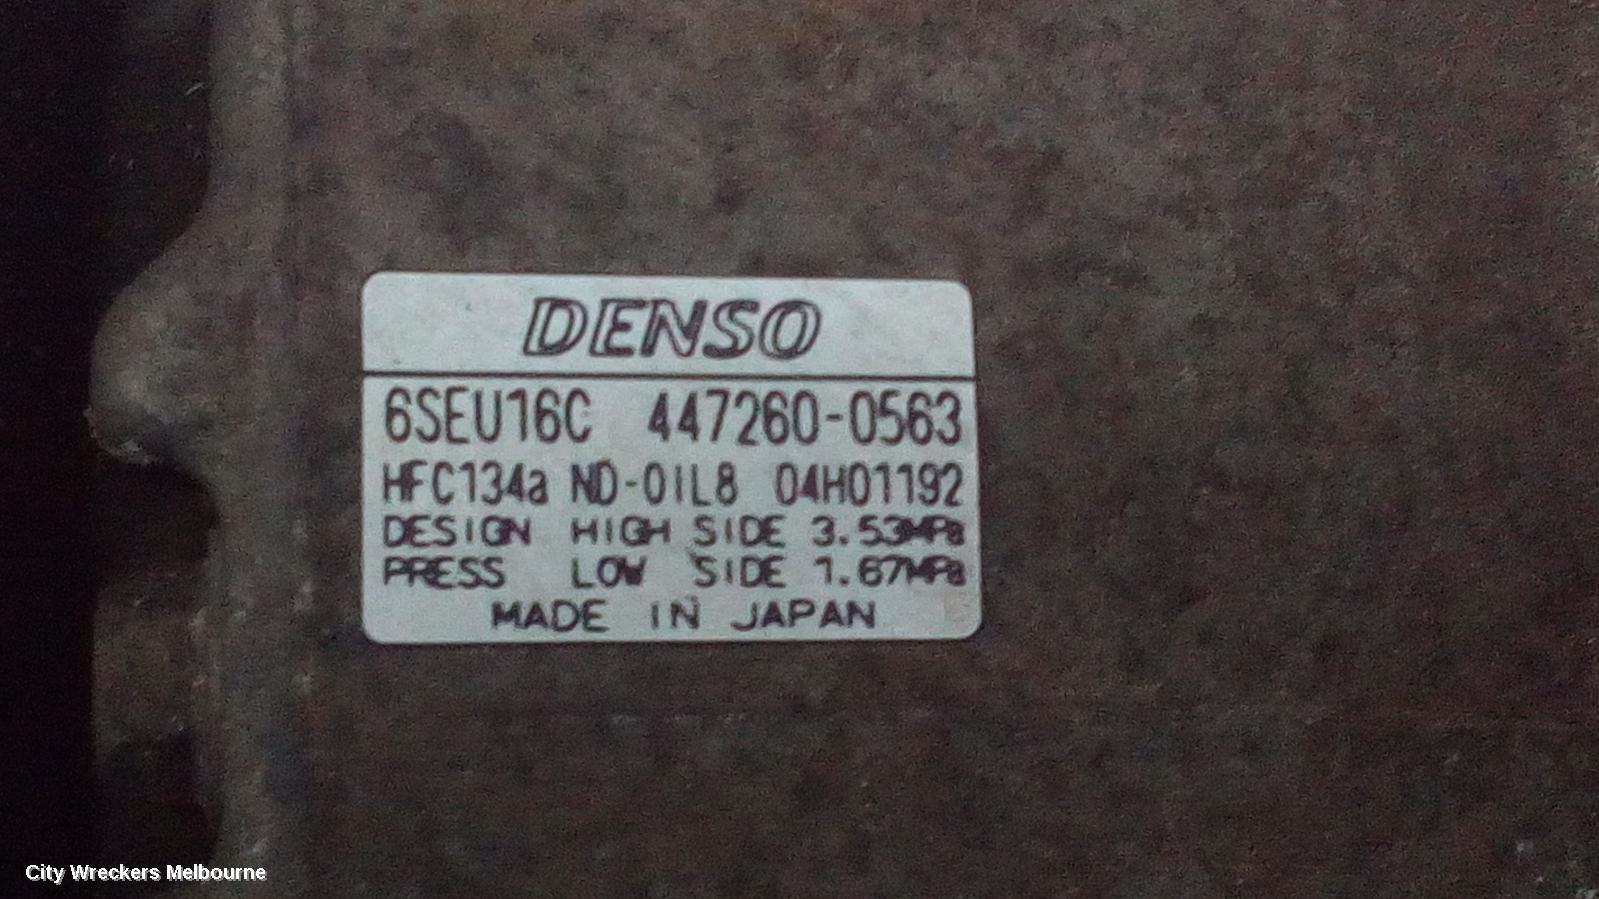 DENSO
6SEU16C 447260-0563
HFC134a ND-OIL8 04H01192
DESIGN HIGH SIDE 3.53MPa
PRESS LOW SIDE 1.67MPa
MADE IN JAPAN
City Wreckers Melbourne